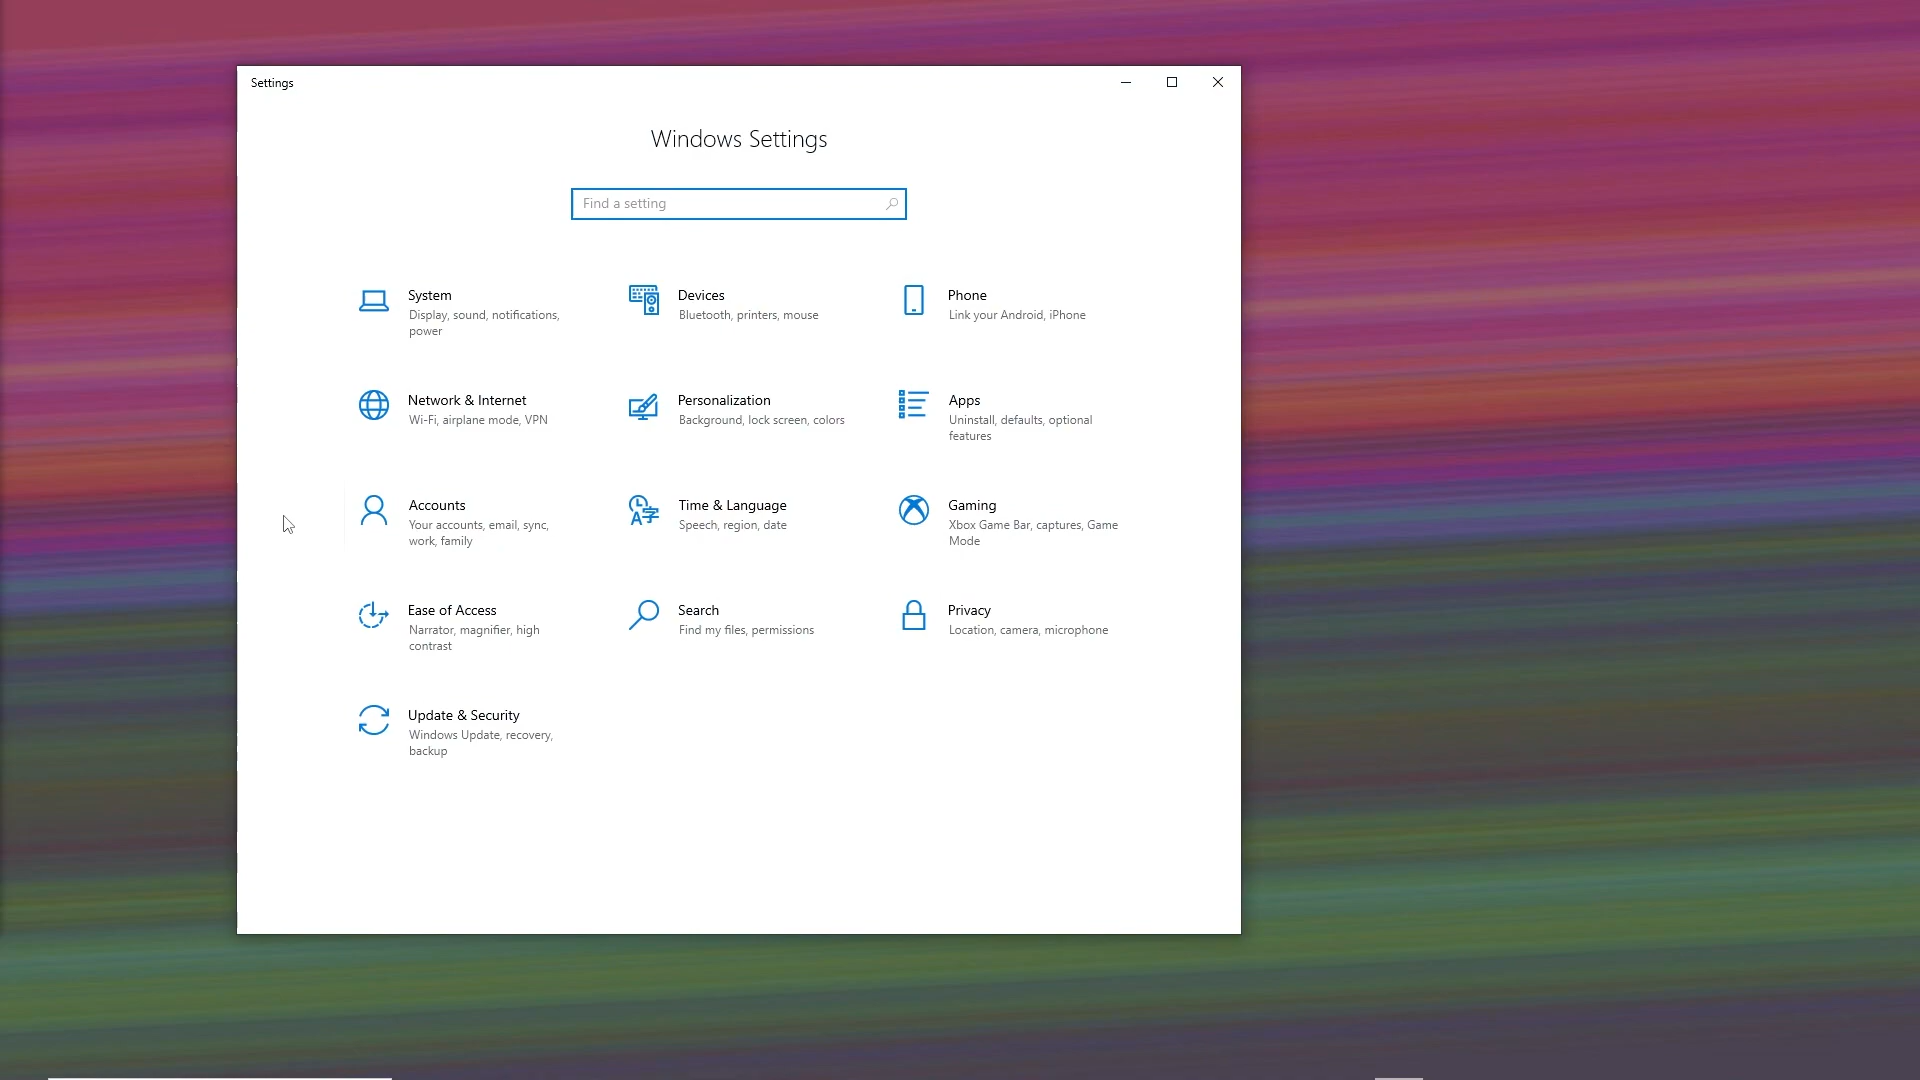 Settings
Windows Settings
Find a setting
System
Display, sound, notifications,
power
Devices
Bluetooth, printers, mouse
Phone
Link your Android, iPhone
Network & Internet
Wi-Fi, airplane mode, VPN
Personalization
Background, lock screen, colors
Apps
Uninstall, defaults, optional
features
Accounts
Your accounts, email, sync,
work, family
Time & Language
Speech, region, date
Gaming
Xbox Game Bar, captures, Game
Mode
Ease of Access
Narrator, magnifier, high
contrast
Search
Find my files, permissions
Privacy
Location, camera, microphone
Update & Security
Windows Update, recovery,
backup